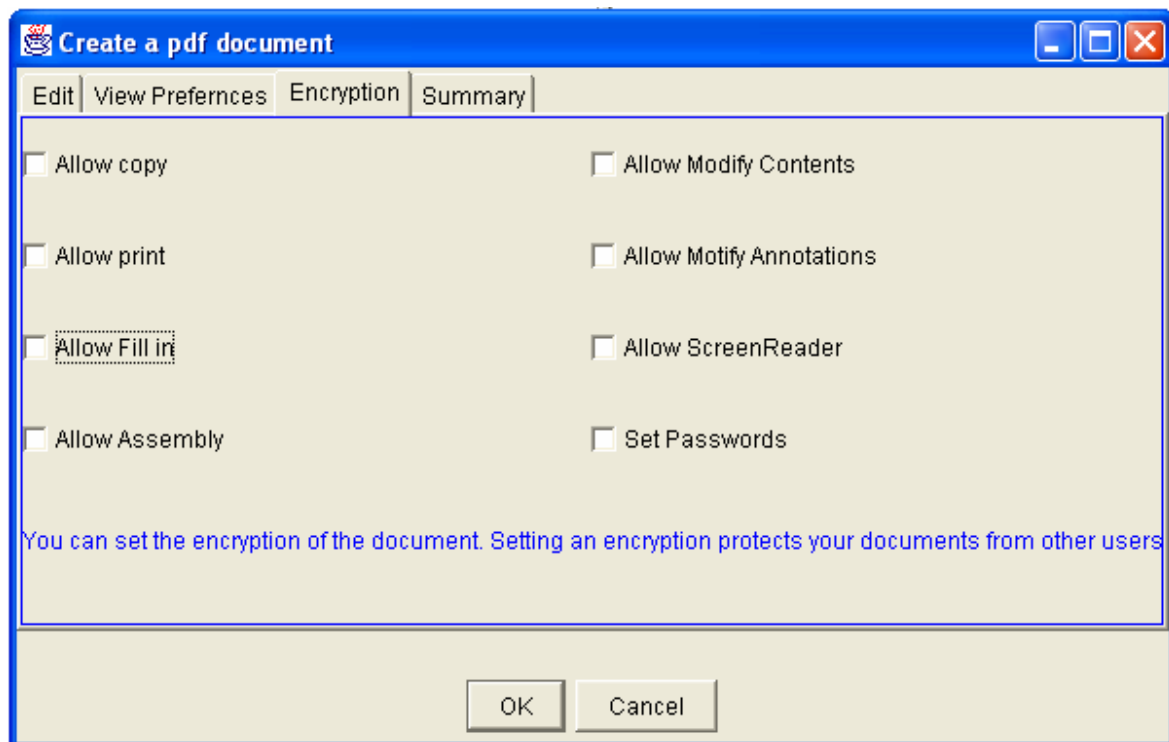 Create a pdf document
Edit View Prefernces Encryption Summary
Allow copy Allow Modify Contents
Allow print Allow Motify Annotations
Allow Fill in Allow ScreenReader
Allow Assembly Set Passwords
You can set the encryption of the document. Setting an encryption protects your documents from other users
OK Cancel